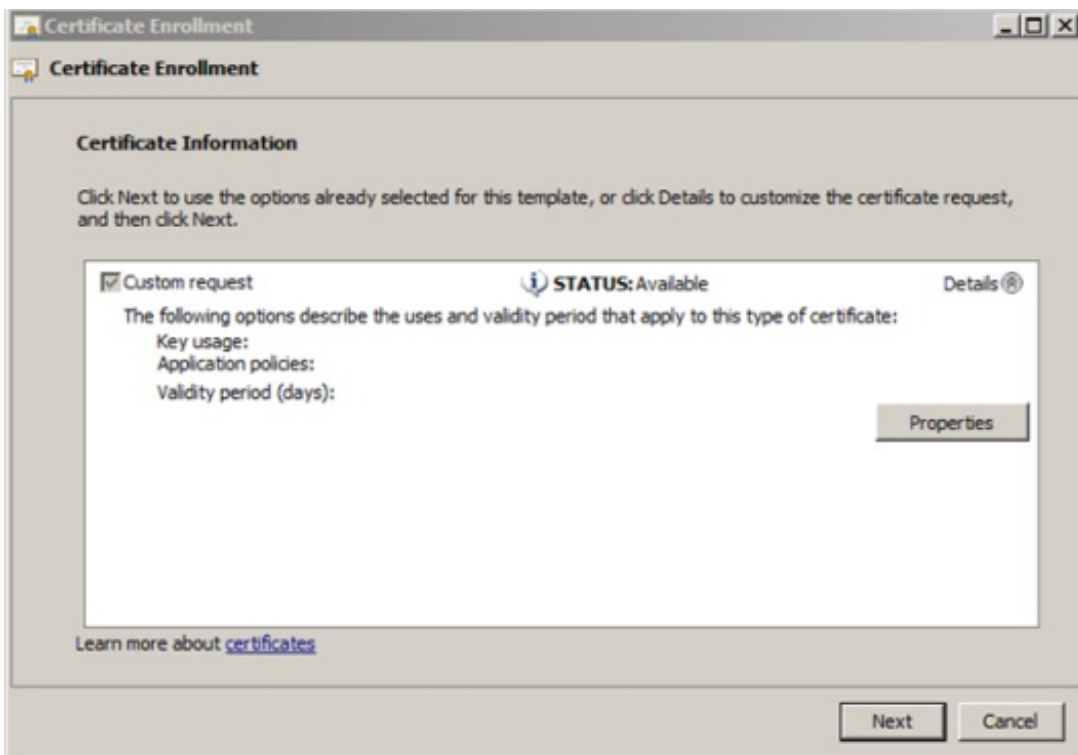 Certificate Enrollment
Certificate Enrollment
Certificate Information
Click Next to use the options already selected for this template, or click Details to customize the certificate request,
and then click Next.
Custom request STATUS: Available Details
The following options describe the uses and validity period that apply to this type of certificate:
Key usage:
Application policies:
Validity period (days):
Properties
Learn more about certificates
Next Cancel